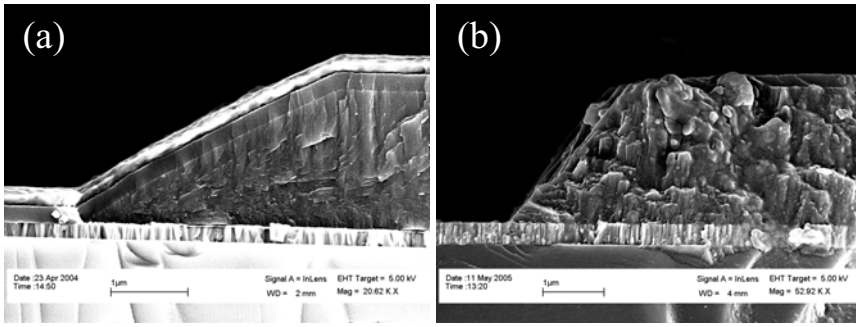 (a)
Date :23 Apr 2004
Time :14:50
1µm
Signal A = InLens
WD = 2 mm
EHT Target = 5.00 kV
Mag = 20.62 K X
(b)
Date :11 May 2005
Time :13:20
1µm
Signal A = InLens
WD = 4 mm
EHT Target = 5.00 kV
Mag = 52.92 K X